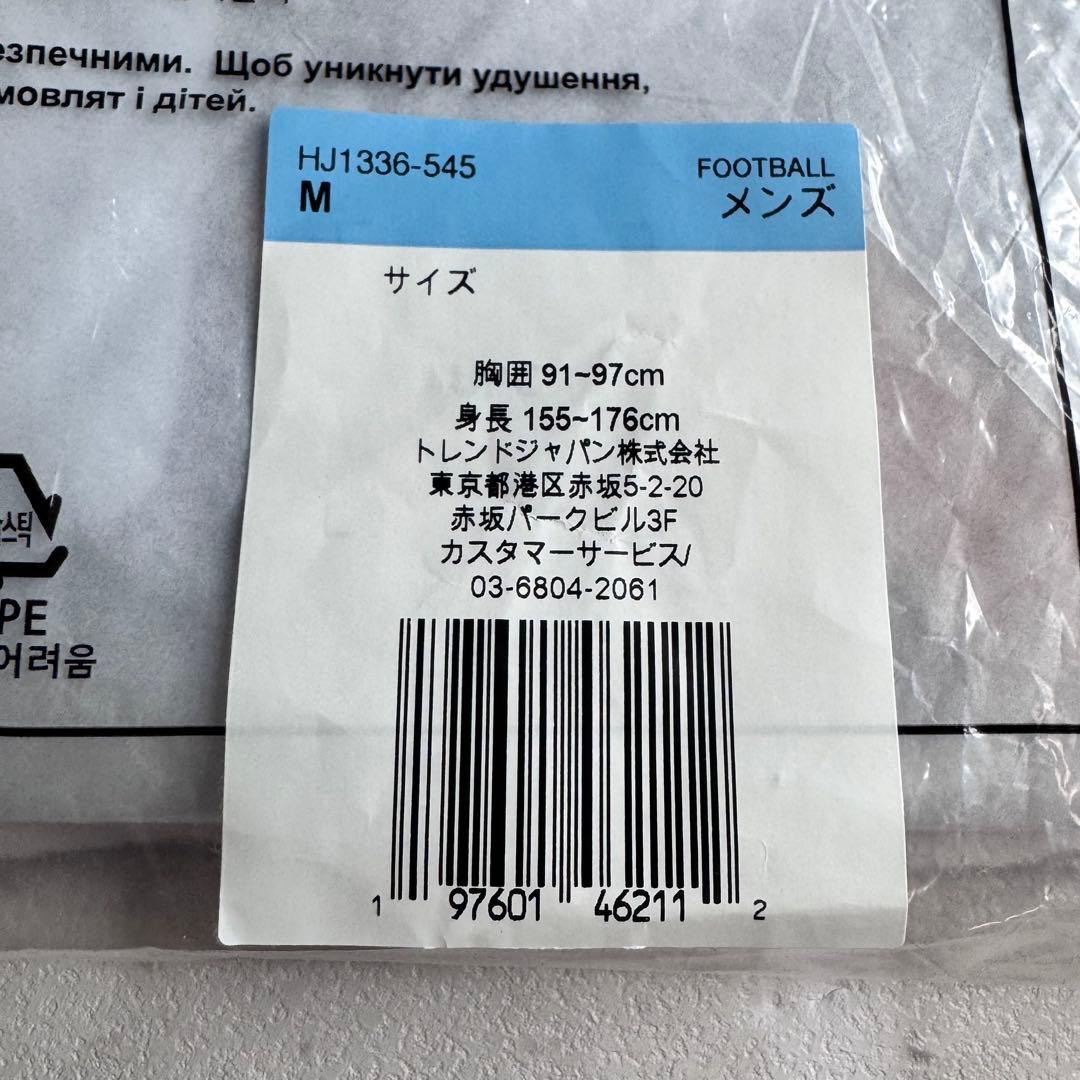 езпечними. Щоб уникнути удушення,
мовлят і дітей.
HJ1336-545
M
FOOTBALL
メンズ
サイズ
胸囲 91~97cm
身長 155~176cm
トレンドジャパン株式会社
東京都港区赤坂5-2-20
赤坂パークビル3F
カスタマーサービス/
03-6804-2061
1 97601 46211 2
스틱
PE
어려움